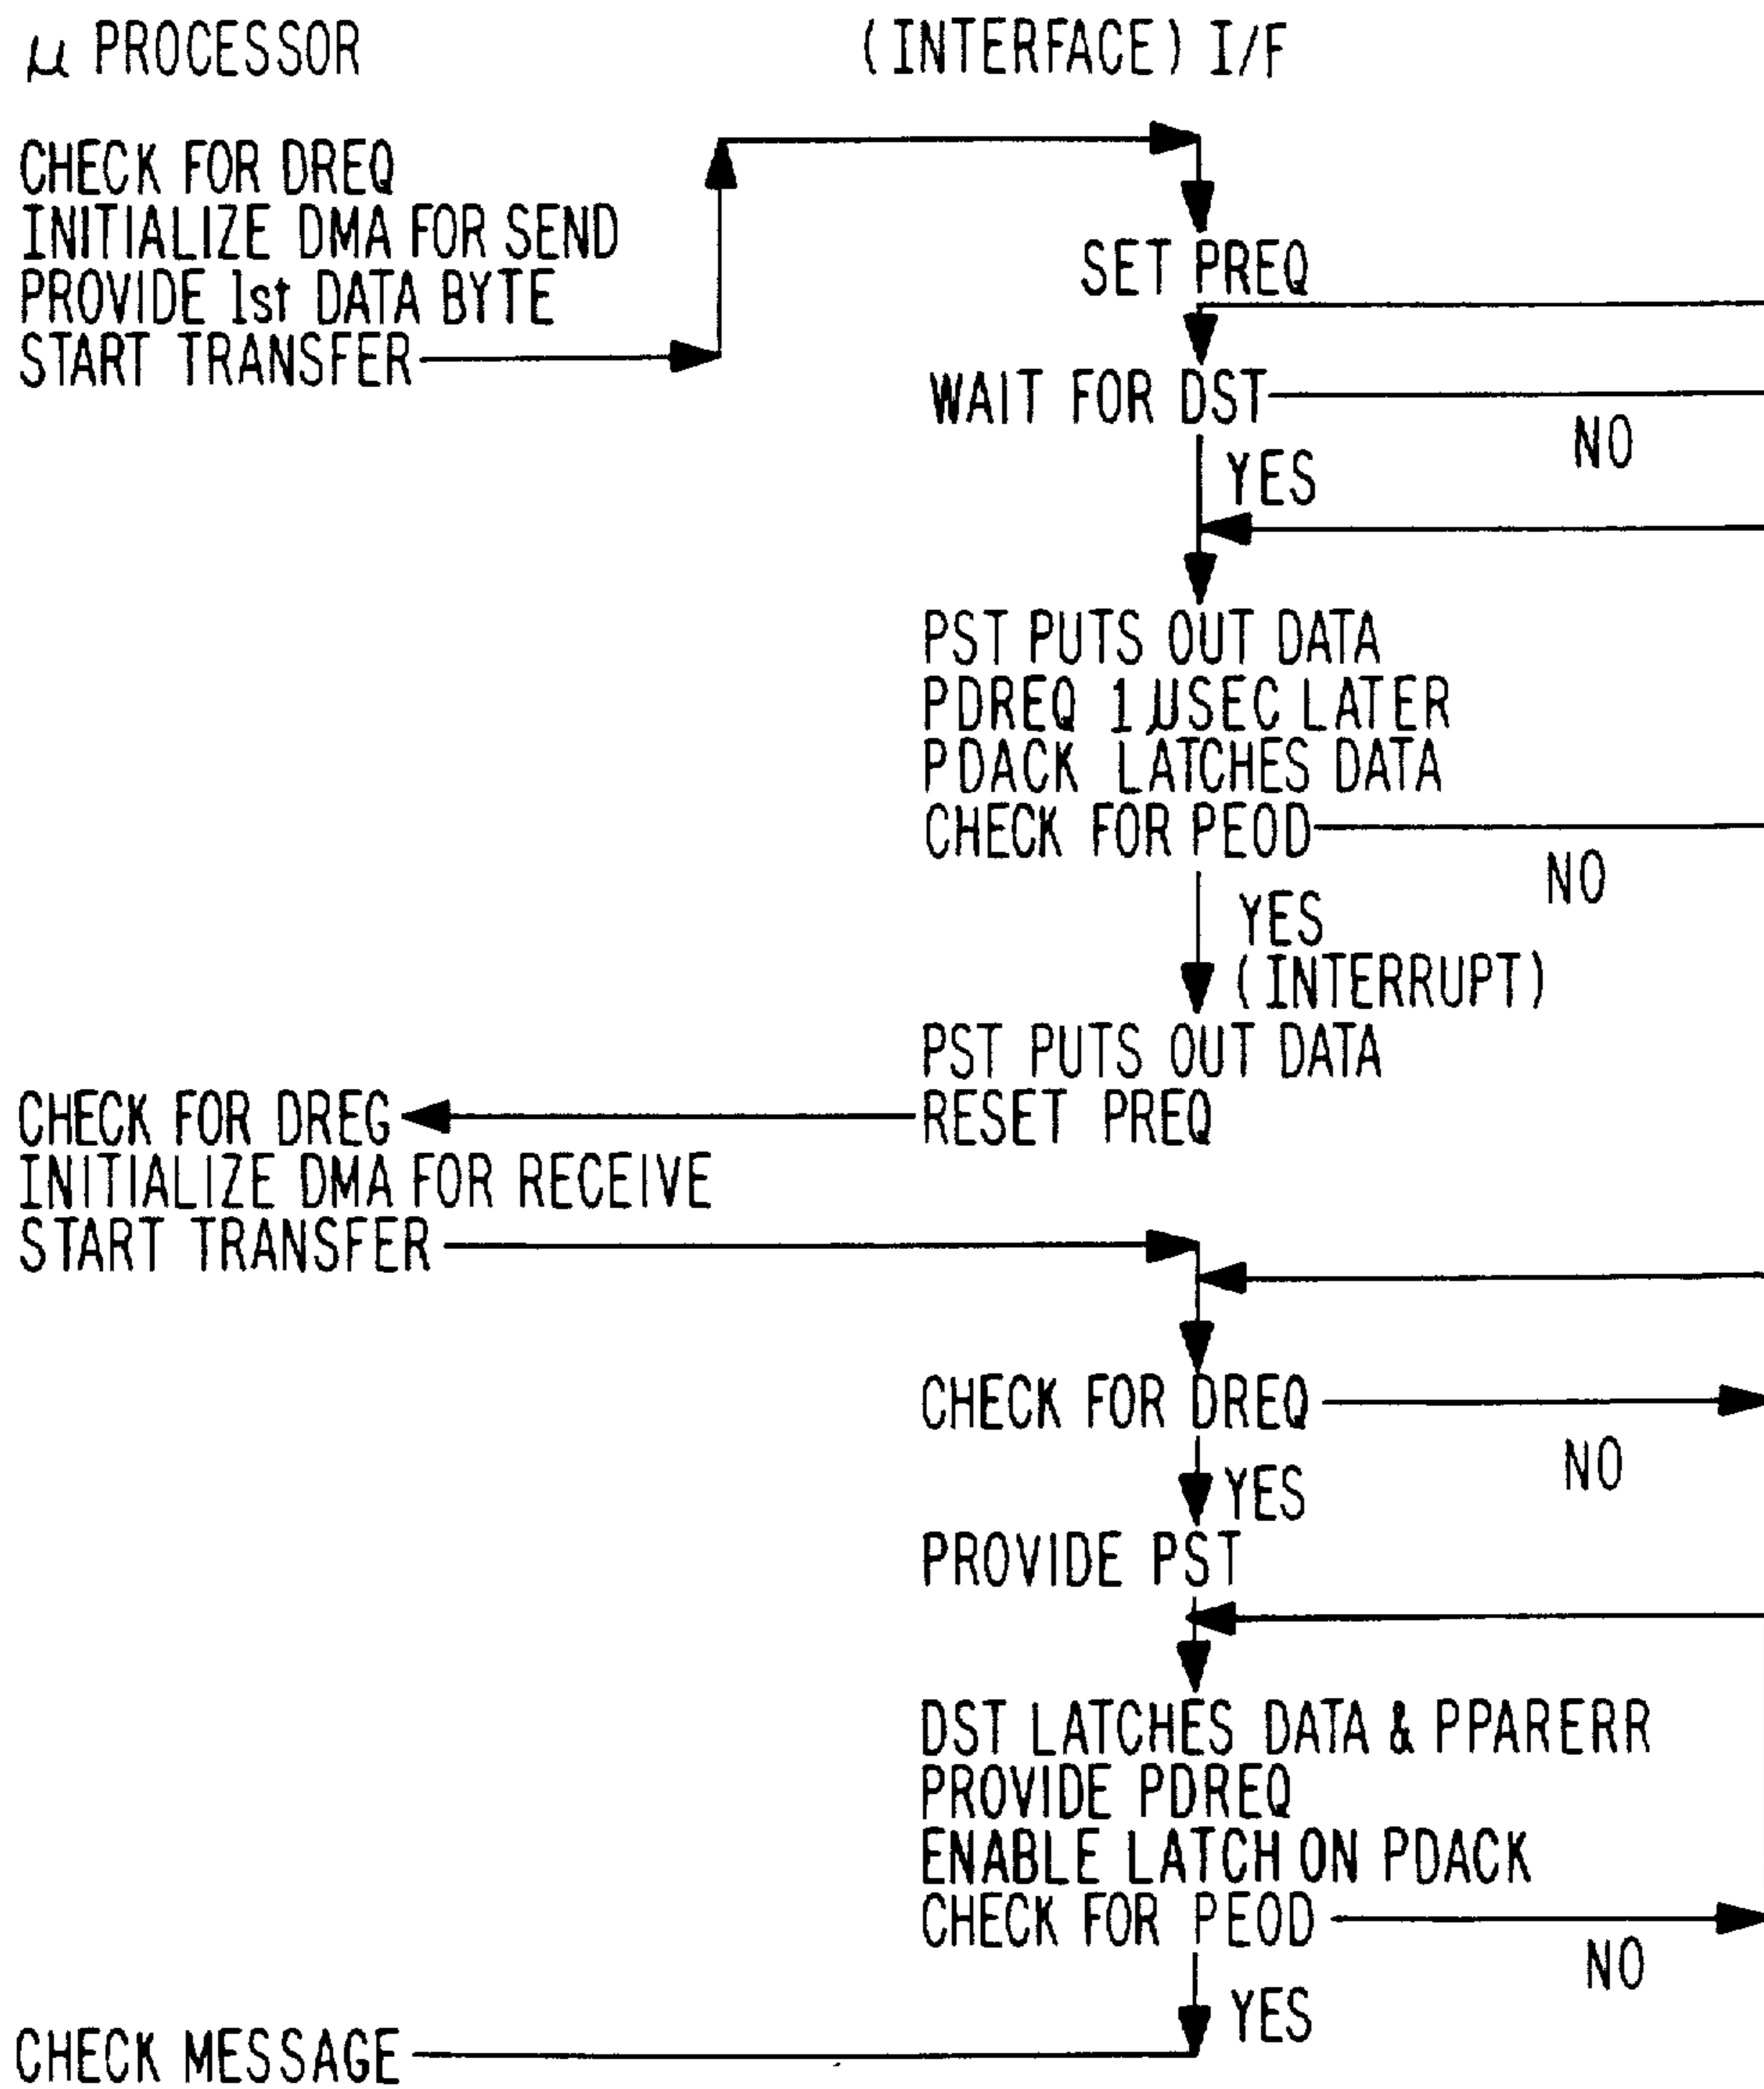 µ PROCESSOR
(INTERFACE) I/F
CHECK FOR DREQ
INITIALIZE DMA FOR SEND
PROVIDE 1st DATA BYTE
START TRANSFER
SET PREQ
WAIT FOR DST
NO
YES
PST PUTS OUT DATA
PDREQ 1 µSEC LATER
PDACK LATCHES DATA
CHECK FOR PEOD
NO
YES
(INTERRUPT)
PST PUTS OUT DATA
RESET PREQ
CHECK FOR DREG
INITIALIZE DMA FOR RECEIVE
START TRANSFER
CHECK FOR DREQ
NO
YES
PROVIDE PST
DST LATCHES DATA & PPARERR
PROVIDE PDREQ
ENABLE LATCH ON PDACK
CHECK FOR PEOD
NO
YES
CHECK MESSAGE